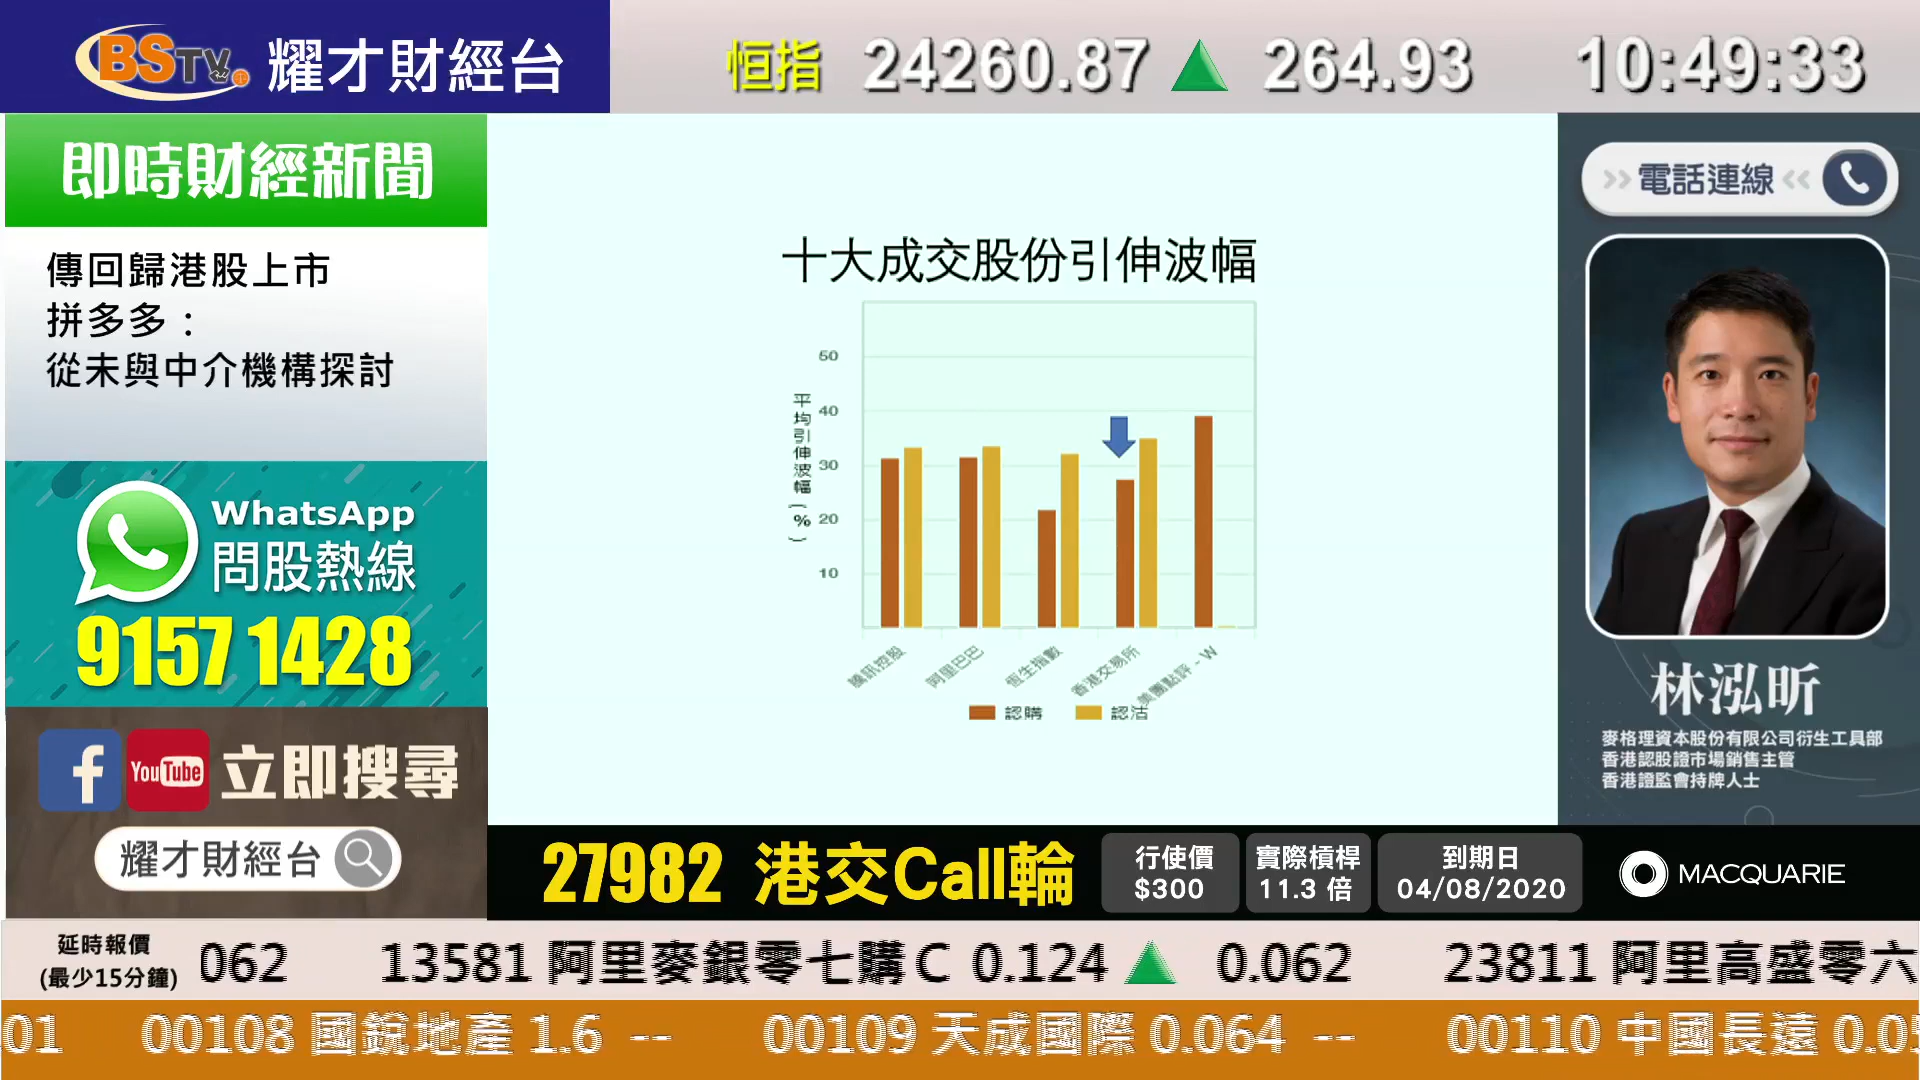 BSTV 耀才財經台
恒指 24260.87 ▲ 264.93 10:49:33
即時財經新聞
傳回歸港股上市
拼多多：
從未與中介機構探討
WhatsApp
問股熱線
9157 1428
f YouTube 立即搜尋
耀才財經台
十大成交股份引伸波幅
平均引伸波幅(%)
50
40
30
20
10
騰訊控股 阿里巴巴 恆生指數 香港交易所 美團點評 - W
認購 認沽
>> 電話連線 <<
林泓昕
麥格理資本股份有限公司衍生工具部
香港認股證市場銷售主管
香港證監會持牌人士
27982 港交Call輪
行使價
$300
實際槓桿
11.3 倍
到期日
04/08/2020
MACQUARIE
延時報價
(最少15分鐘)
062 13581 阿里麥銀零七購C 0.124 ▲ 0.062 23811 阿里高盛零六
01 00108 國銳地產 1.6 -- 00109 天成國際 0.064 -- 00110 中國長遠 0.05